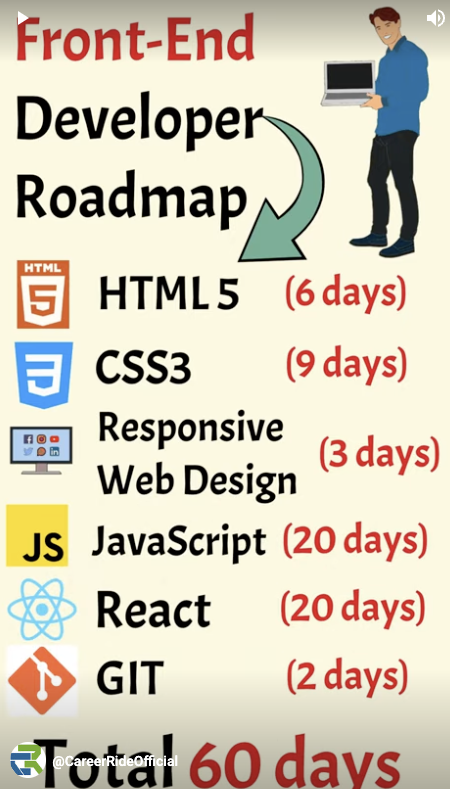 Front-End
Developer
Roadmap
HTML
HTML 5 (6 days)
CSS3 (9 days)
Responsive
Web Design (3 days)
JS JavaScript (20 days)
React (20 days)
GIT (2 days)
Total 60 days
@CareerRideOfficial